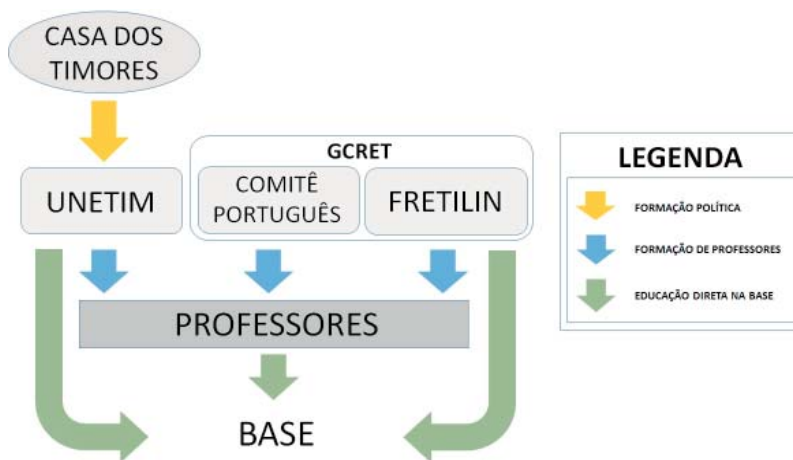 CASA DOS
TIMORES
GCRET
UNETIM
COMITÊ
PORTUGUÊS
FRETILIN
PROFESSORES
BASE
LEGENDA
FORMAÇÃO POLÍTICA
FORMAÇÃO DE PROFESSORES
EDUCAÇÃO DIRETA NA BASE